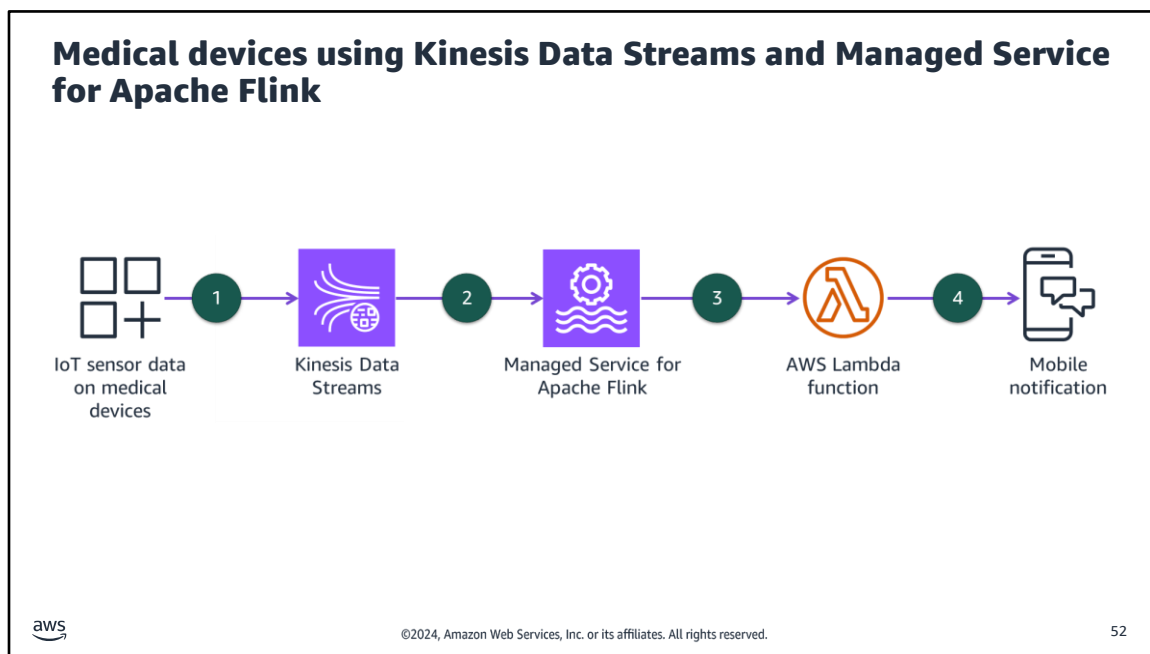 Medical devices using Kinesis Data Streams and Managed Service
for Apache Flink
1
2
3
4
IoT sensor data
on medical
devices
Kinesis Data
Streams
Managed Service for
Apache Flink
AWS Lambda
function
Mobile
notification
aws
©2024, Amazon Web Services, Inc. or its affiliates. All rights reserved.
52